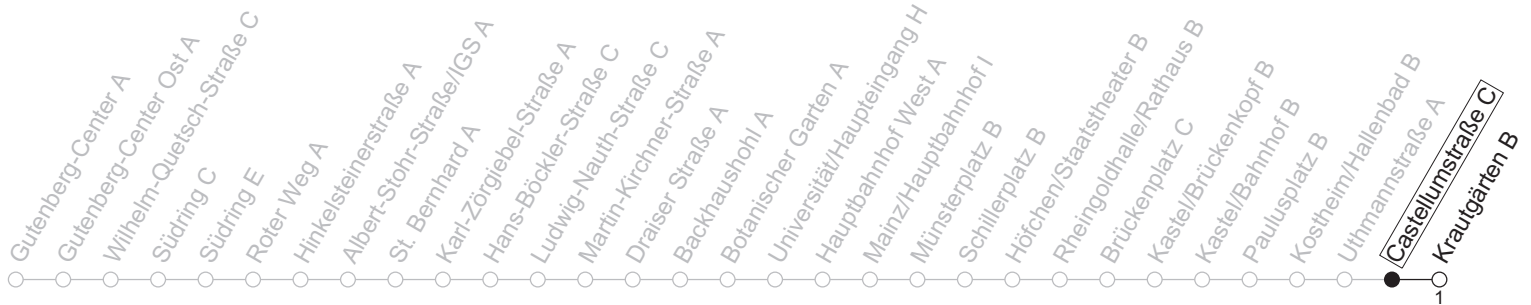 Gutenberg-Center A
Gutenberg-Center Ost A
Wilhelm-Quetsch-Straße C
Südring C
Südring E
Roter Weg A
Hinkelsteinerstraße A
Albert-Stohr-Straße/IGS A
St. Bernhard A
Karl-Zörgiebel-Straße A
Hans-Böckler-Straße C
Ludwig-Nauth-Straße C
Martin-Kirchner-Straße A
Draiser Straße A
Backhaushohl A
Botanischer Garten A
Universität/Haupteingang H
Hauptbahnhof West A
Mainz/Hauptbahnhof I
Münsterplatz B
Schillerplatz B
Höfchen/Staatstheater B
Rheingoldhalle/Rathaus B
Brückenplatz C
Kastel/Brückenkopf B
Kastel/Bahnhof B
Paulusplatz B
Kostheim/Hallenbad B
Uthmannstraße A
Castellumstraße C
Krautgärten B
1